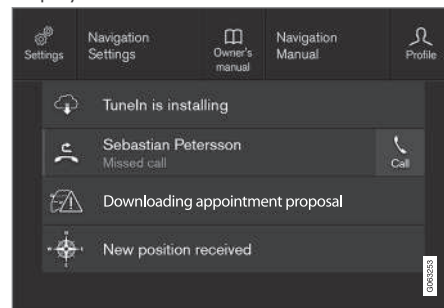 Settings
Navigation
Settings
Owner's
manual
Navigation
Manual
Profile
TuneIn is installing
Sebastian Petersson
Missed call
Call
Downloading appointment proposal
New position received
G063253